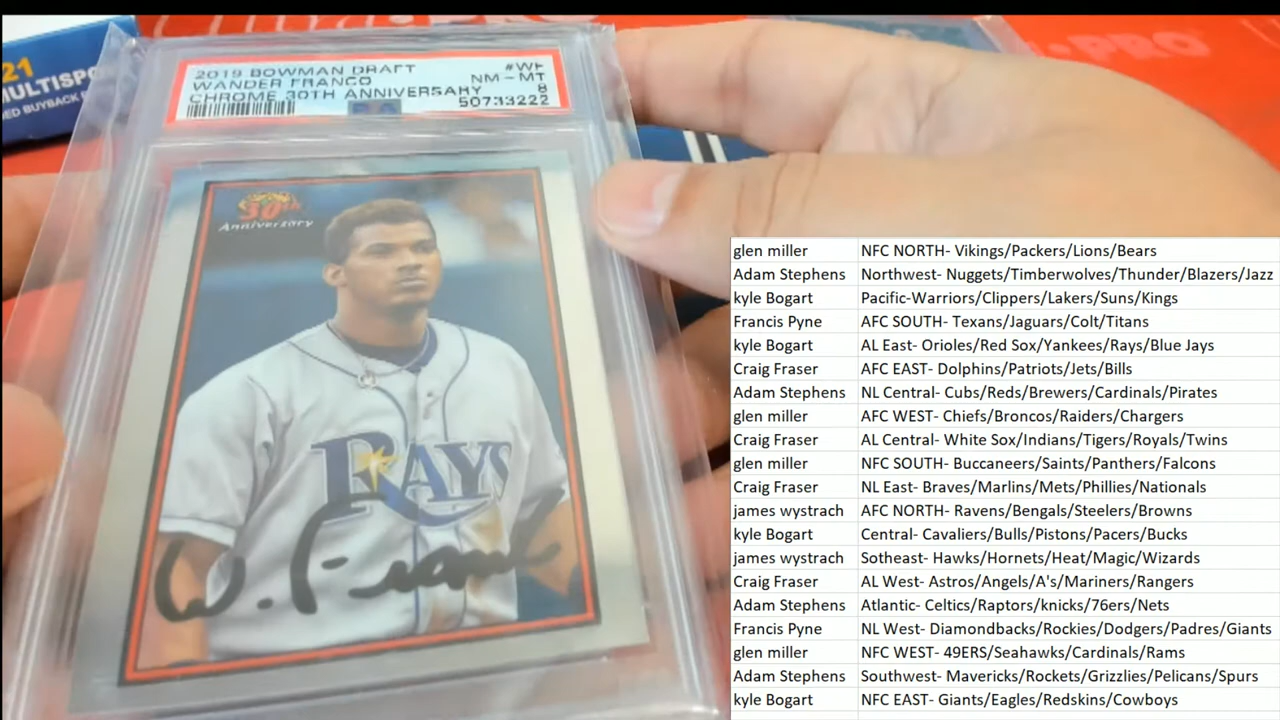 21
MULTISPO
ED BUYBACK
PRO
2019 BOWMAN DRAFT #WF
WANDER FRANCO NM - MT
CHROME 30TH ANNIVERSARY 8
50733222
30th
Anniversary
RAYS
W. Franco
glen miller NFC NORTH- Vikings/Packers/Lions/Bears
Adam Stephens Northwest- Nuggets/Timberwolves/Thunder/Blazers/Jazz
kyle Bogart Pacific-Warriors/Clippers/Lakers/Suns/Kings
Francis Pyne AFC SOUTH- Texans/Jaguars/Colt/Titans
kyle Bogart AL East- Orioles/Red Sox/Yankees/Rays/Blue Jays
Craig Fraser AFC EAST- Dolphins/Patriots/Jets/Bills
Adam Stephens NL Central- Cubs/Reds/Brewers/Cardinals/Pirates
glen miller AFC WEST- Chiefs/Broncos/Raiders/Chargers
Craig Fraser AL Central- White Sox/Indians/Tigers/Royals/Twins
glen miller NFC SOUTH- Buccaneers/Saints/Panthers/Falcons
Craig Fraser NL East- Braves/Marlins/Mets/Phillies/Nationals
james wystrach AFC NORTH- Ravens/Bengals/Steelers/Browns
kyle Bogart Central- Cavaliers/Bulls/Pistons/Pacers/Bucks
james wystrach Sotheast- Hawks/Hornets/Heat/Magic/Wizards
Craig Fraser AL West- Astros/Angels/A's/Mariners/Rangers
Adam Stephens Atlantic- Celtics/Raptors/knicks/76ers/Nets
Francis Pyne NL West- Diamondbacks/Rockies/Dodgers/Padres/Giants
glen miller NFC WEST- 49ERS/Seahawks/Cardinals/Rams
Adam Stephens Southwest- Mavericks/Rockets/Grizzlies/Pelicans/Spurs
kyle Bogart NFC EAST- Giants/Eagles/Redskins/Cowboys